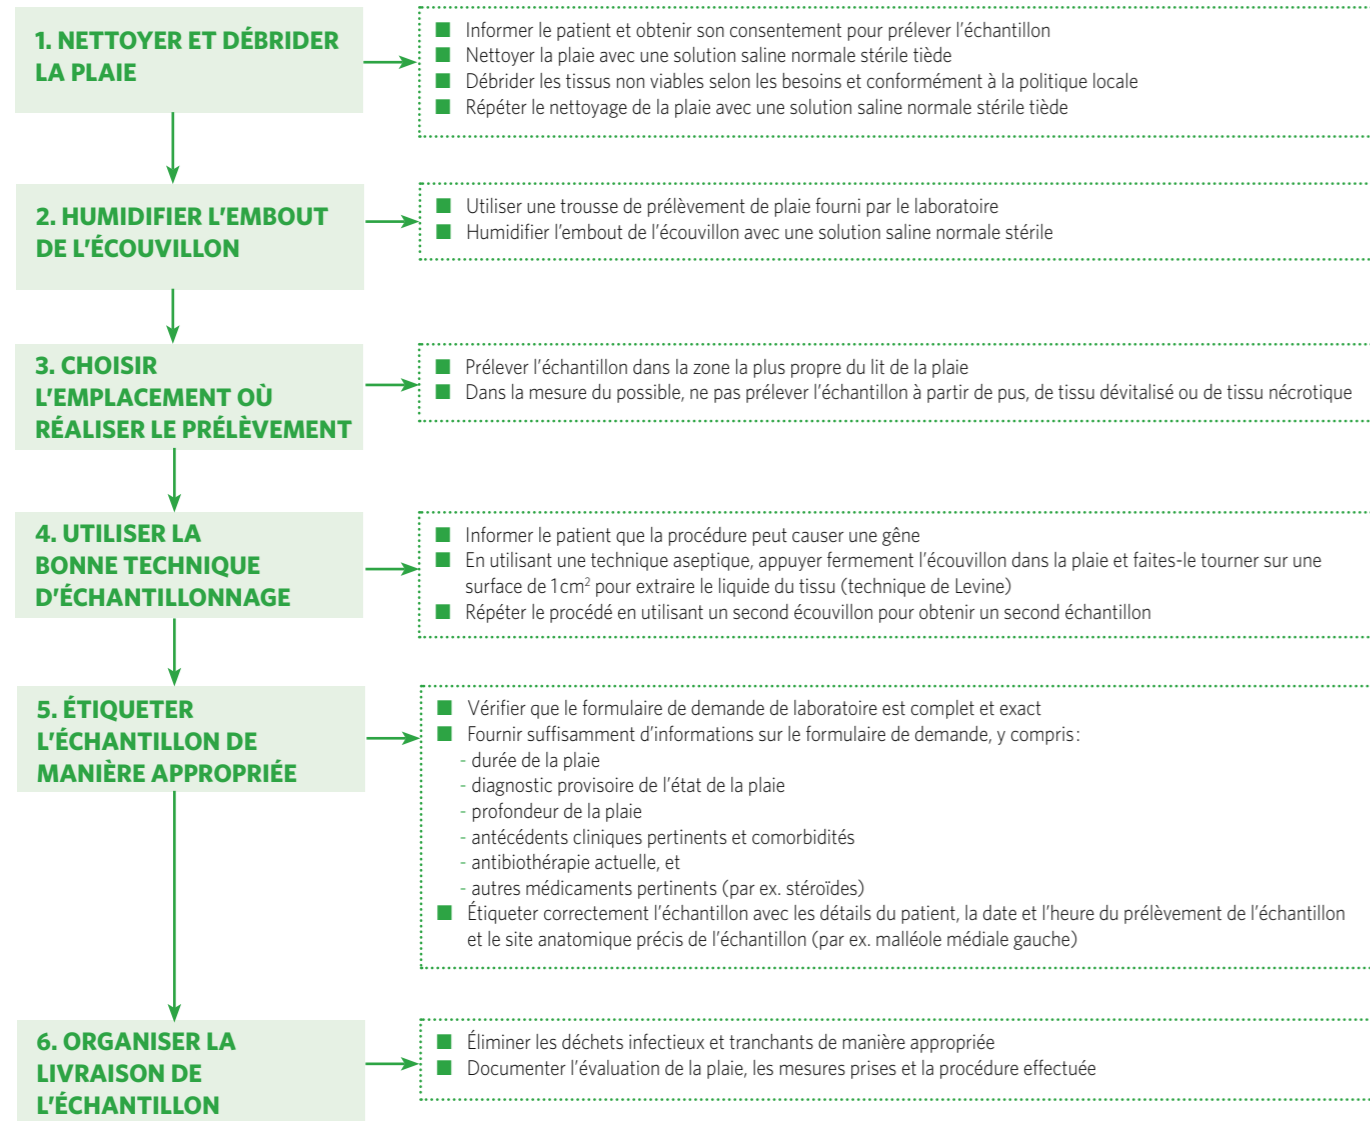 1. NETTOYER ET DÉBRIDER
LA PLAIE
■ Informer le patient et obtenir son consentement pour prélever l'échantillon
■ Nettoyer la plaie avec une solution saline normale stérile tiède
■ Débrider les tissus non viables selon les besoins et conformément à la politique locale
■ Répéter le nettoyage de la plaie avec une solution saline normale stérile tiède
2. HUMIDIFIER L'EMBOUT
DE L'ÉCOUVILLON
■ Utiliser une trousse de prélèvement de plaie fourni par le laboratoire
■ Humidifier l'embout de l'écouvillon avec une solution saline normale stérile
3. CHOISIR
L'EMPLACEMENT OÙ
RÉALISER LE PRÉLÈVEMENT
■ Prélever l'échantillon dans la zone la plus propre du lit de la plaie
■ Dans la mesure du possible, ne pas prélever l'échantillon à partir de pus, de tissu dévitalisé ou de tissu nécrotique
4. UTILISER LA
BONNE TECHNIQUE
D'ÉCHANTILLONNAGE
■ Informer le patient que la procédure peut causer une gêne
■ En utilisant une technique aseptique, appuyer fermement l'écouvillon dans la plaie et faites-le tourner sur une
surface de 1 cm² pour extraire le liquide du tissu (technique de Levine)
■ Répéter le procédé en utilisant un second écouvillon pour obtenir un second échantillon
5. ÉTIQUETER
L'ÉCHANTILLON DE
MANIÈRE APPROPRIÉE
■ Vérifier que le formulaire de demande de laboratoire est complet et exact
■ Fournir suffisamment d'informations sur le formulaire de demande, y compris :
- durée de la plaie
- diagnostic provisoire de l'état de la plaie
- profondeur de la plaie
- antécédents cliniques pertinents et comorbidités
- antibiothérapie actuelle, et
- autres médicaments pertinents (par ex. stéroïdes)
■ Étiqueter correctement l'échantillon avec les détails du patient, la date et l'heure du prélèvement de l'échantillon
et le site anatomique précis de l'échantillon (par ex. malléole médiale gauche)
6. ORGANISER LA
LIVRAISON DE
L'ÉCHANTILLON
■ Éliminer les déchets infectieux et tranchants de manière appropriée
■ Documenter l'évaluation de la plaie, les mesures prises et la procédure effectuée